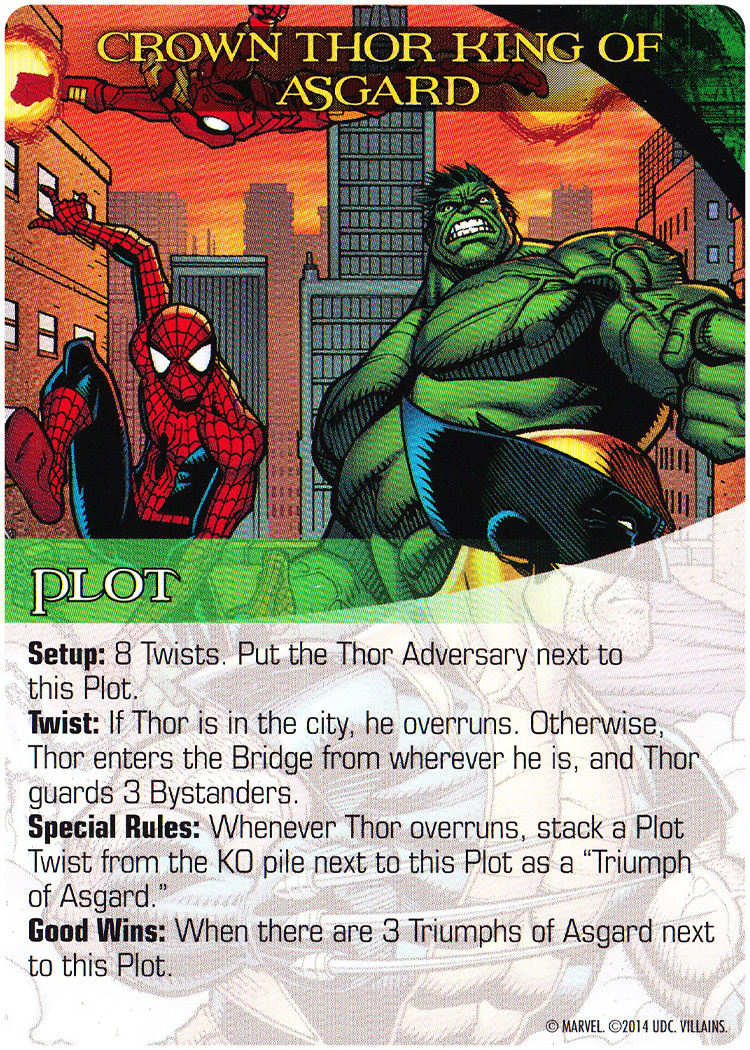 CROWN THOR KING OF
ASGARD
PLOT
Setup: 8 Twists. Put the Thor Adversary next to
this Plot.
Twist: If Thor is in the city, he overruns. Otherwise,
Thor enters the Bridge from wherever he is, and Thor
guards 3 Bystanders.
Special Rules: Whenever Thor overruns, stack a Plot
Twist from the KO pile next to this Plot as a “Triumph
of Asgard.”
Good Wins: When there are 3 Triumphs of Asgard next
to this Plot.
© MARVEL. ©2014 UDC. VILLAINS.